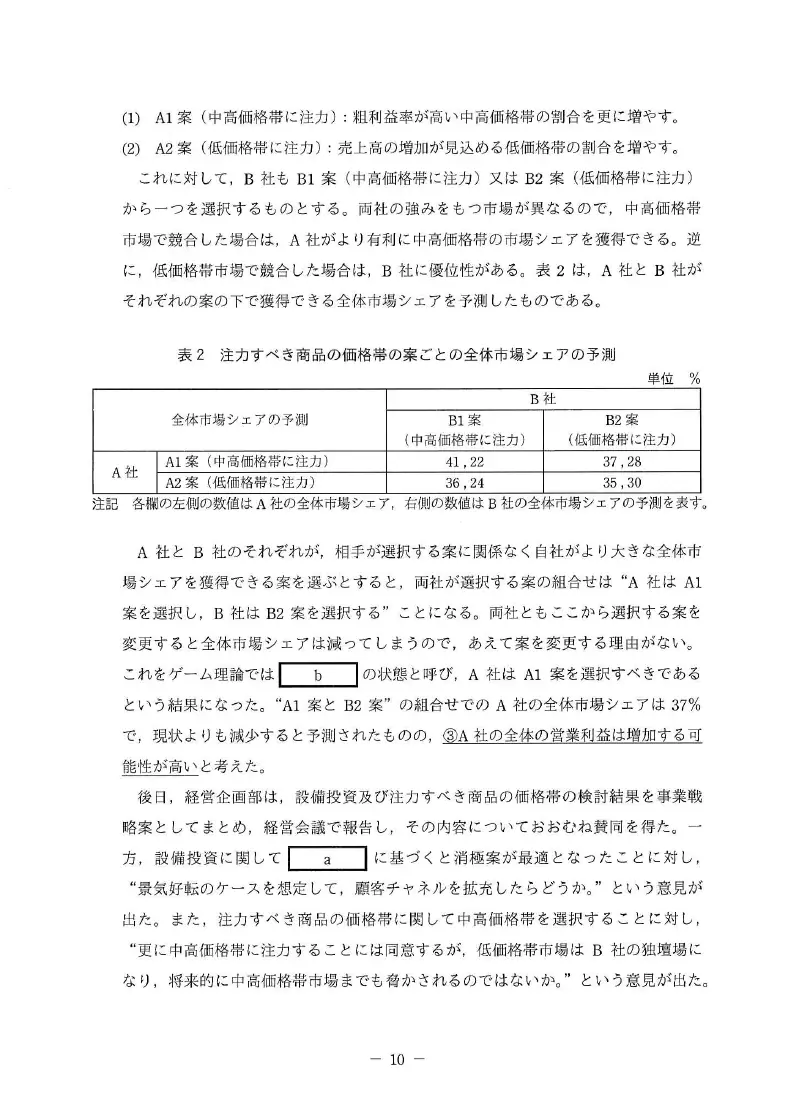 (1) A1 案（中高価格帯に注力）：粗利益率が高い中高価格帯の割合を更に増やす。
(2) A2 案（低価格帯に注力）：売上高の増加が見込める低価格帯の割合を増やす。
これに対して，B 社も B1 案（中高価格帯に注力）又は B2 案（低価格帯に注力）
から一つを選択するものとする。両社の強みをもつ市場が異なるので，中高価格帯
市場で競合した場合は，A 社がより有利に中高価格帯の市場シェアを獲得できる。逆
に，低価格帯市場で競合した場合は，B 社に優位性がある。表 2 は，A 社と B 社が
それぞれの案の下で獲得できる全体市場シェアを予測したものである。
表 2 注力すべき商品の価格帯の案ごとの全体市場シェアの予測
単位 %
全体市場シェアの予測
B 社
B1 案
（中高価格帯に注力）
B2 案
（低価格帯に注力）
A 社
A1 案（中高価格帯に注力）
41 , 22
37 , 28
A2 案（低価格帯に注力）
36 , 24
35 , 30
注記 各欄の左側の数値は A 社の全体市場シェア，右側の数値は B 社の全体市場シェアの予測を表す。
A 社と B 社のそれぞれが，相手が選択する案に関係なく自社がより大きな全体市
場シェアを獲得できる案を選ぶとすると，両社が選択する案の組合せは“A 社は A1
案を選択し，B 社は B2 案を選択する”ことになる。両社ともここから選択する案を
変更すると全体市場シェアは減ってしまうので，あえて案を変更する理由がない。
これをゲーム理論では b の状態と呼び，A 社は A1 案を選択すべきである
という結果になった。“A1 案と B2 案”の組合せでの A 社の全体市場シェアは 37%
で，現状よりも減少すると予測されたものの，③A 社の全体の営業利益は増加する可
能性が高いと考えた。
後日，経営企画部は，設備投資及び注力すべき商品の価格帯の検討結果を事業戦
略案としてまとめ，経営会議で報告し，その内容についておおむね賛同を得た。一
方，設備投資に関して a に基づくと消極案が最適となったことに対し，
“景気好転のケースを想定して，顧客チャネルを拡充したらどうか。”という意見が
出た。また，注力すべき商品の価格帯に関して中高価格帯を選択することに対し，
“更に中高価格帯に注力することには同意するが，低価格帯市場は B 社の独壇場に
なり，将来的に中高価格帯市場までも脅かされるのではないか。”という意見が出た。
－ 10 －